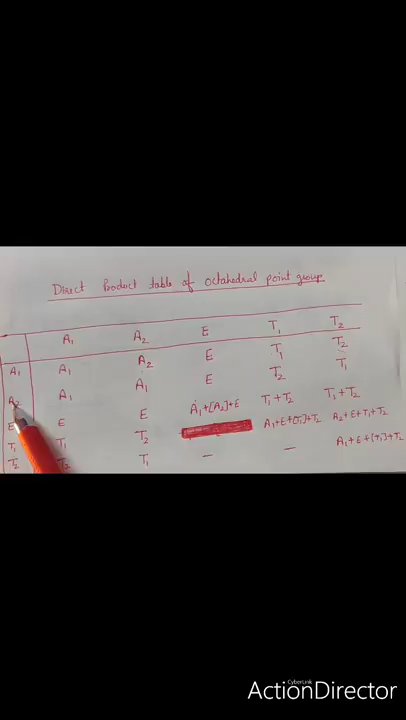 Direct Product table of octahedral point group
A₁ A₂ E T₁ T₂
A₁ A₁ A₂ E T₁ T₂
A₂ A₁ A₁ E T₂ T₁
E E E A₁+[A₂]+E T₁+T₂ T₁+T₂
T₁ T₁ T₂ A₁+E+[T₁]+T₂ A₂+E+T₁+T₂
T₂ T₂ T₁ – – A₁+E+[T₁]+T₂
CyberLink
ActionDirector